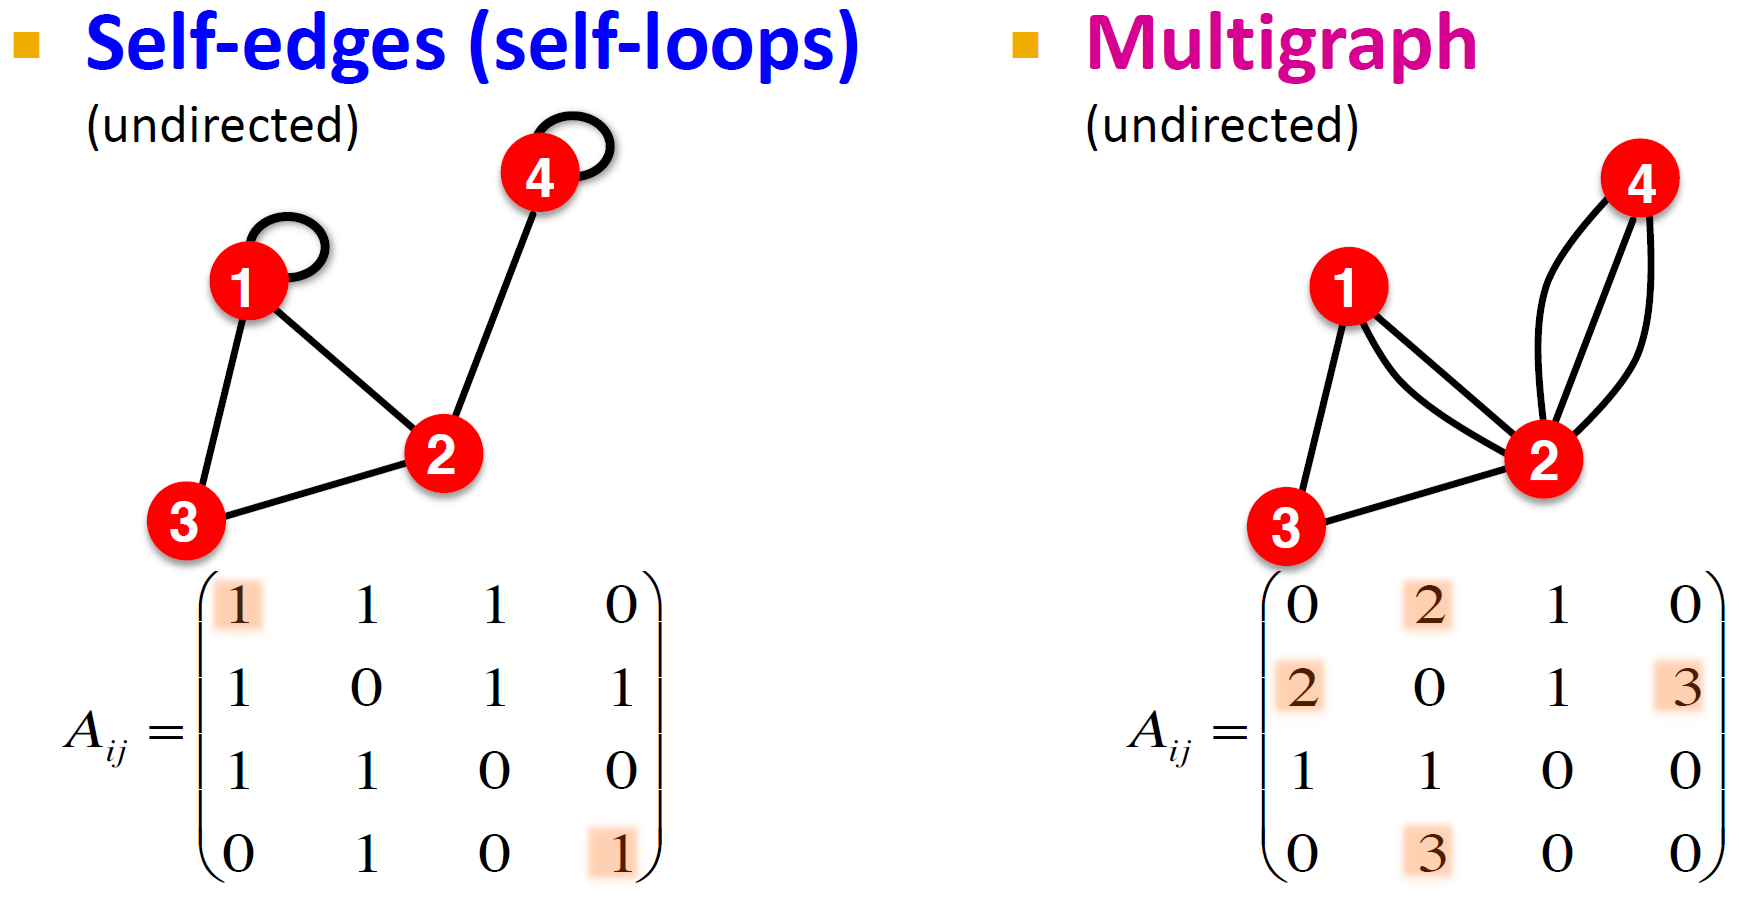 Self-edges (self-loops)
(undirected)
4
1
2
3
A_ij =
1 1 1 0
1 0 1 1
1 1 0 0
0 1 0 1
Multigraph
(undirected)
4
1
2
3
A_ij =
0 2 1 0
2 0 1 3
1 1 0 0
0 3 0 0